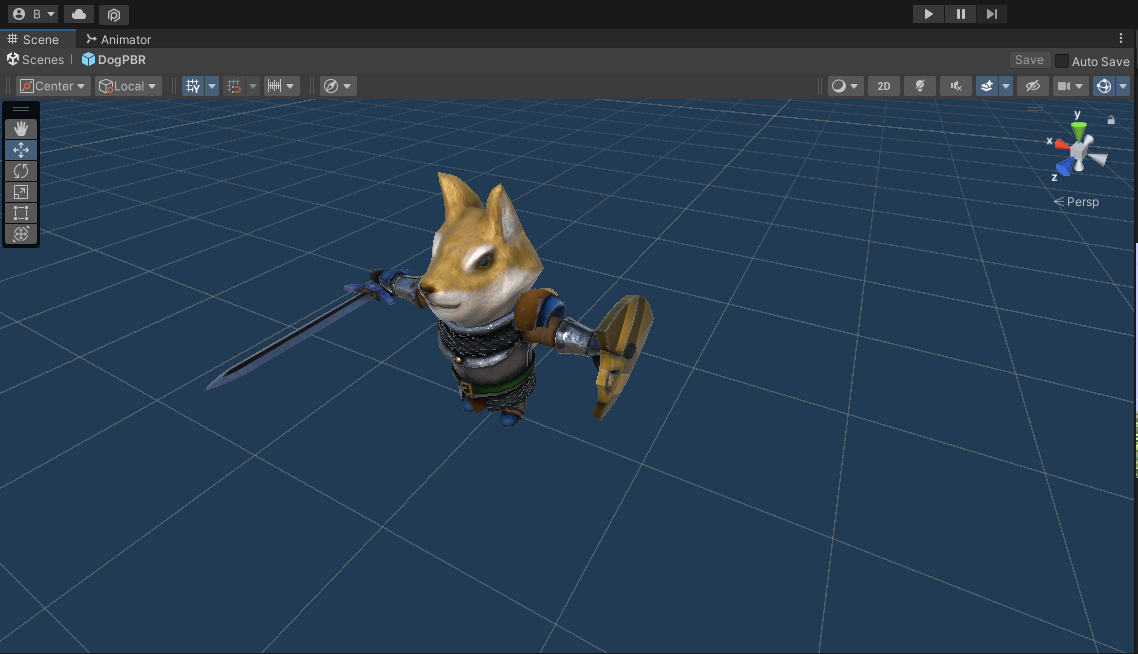 B
Scene Animator
Scenes DogPBR Save Auto Save
Center Local 2D
y
x
z
Persp